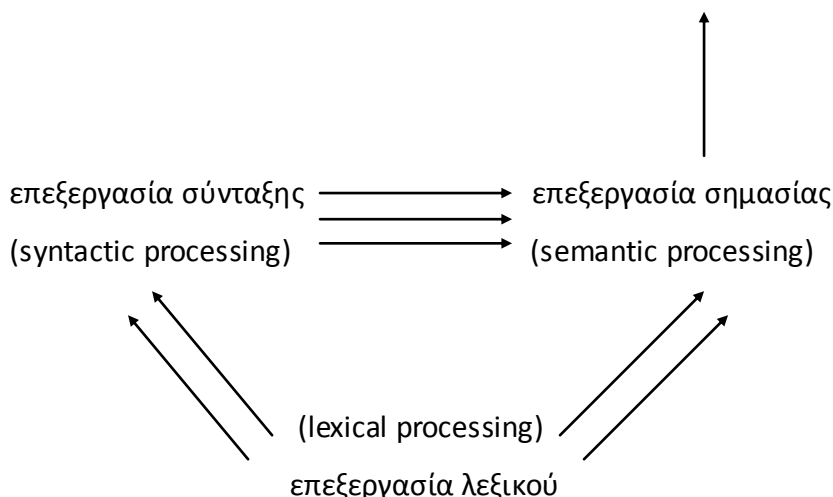 επεξεργασία σύνταξης
(syntactic processing)
επεξεργασία σημασίας
(semantic processing)
(lexical processing)
επεξεργασία λεξικού